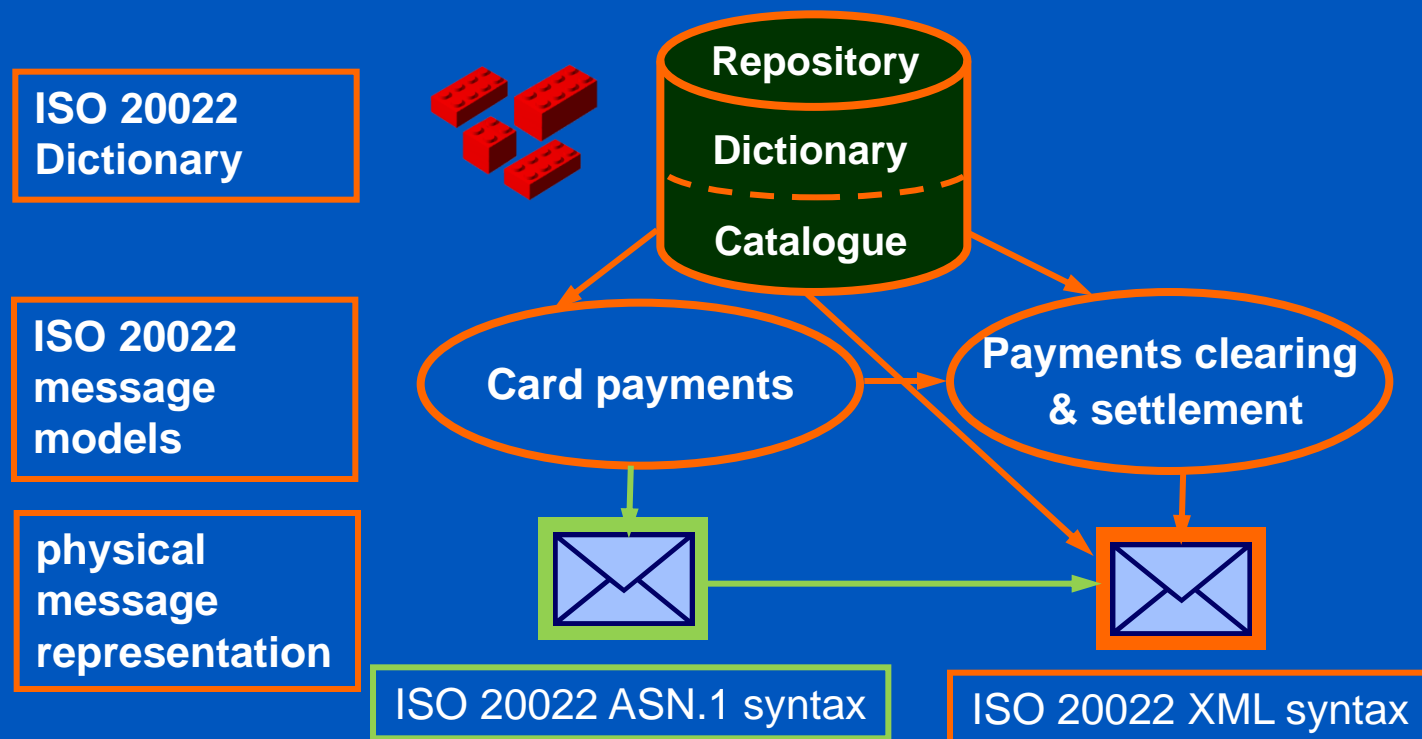 Repository
ISO 20022
Dictionary
Dictionary
Catalogue
ISO 20022
message
models
Card payments
Payments clearing
& settlement
physical
message
representation
ISO 20022 ASN.1 syntax
ISO 20022 XML syntax